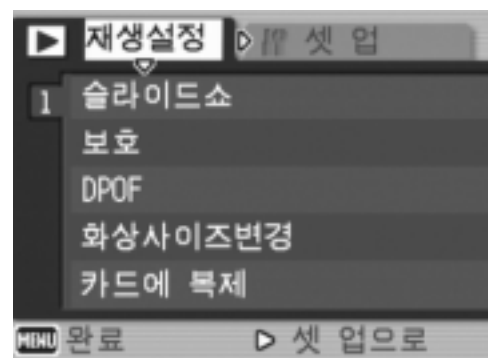 재생설정 셋 업
1 슬라이드쇼
보호
DPOF
화상사이즈변경
카드에 복제
MENU 완료 셋 업으로